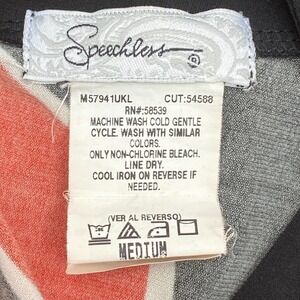 Speechless ®
M57941UKL CUT:54588
RN#:58539
MACHINE WASH COLD GENTLE
CYCLE. WASH WITH SIMILAR
COLORS.
ONLY NON-CHLORINE BLEACH.
LINE DRY.
COOL IRON ON REVERSE IF
NEEDED.
(VER AL REVERSO)
MEDIUM